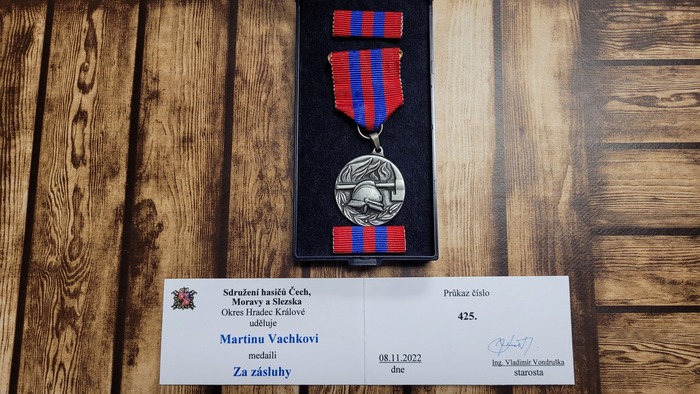 Sdružení hasičů Čech,
Moravy a Slezska
Okres Hradec Králové
uděluje
Martinu Vachkovi
medaili
Za zásluhy
Průkaz číslo
425.
08.11.2022
dne
Ing. Vladimír Vondruška
starosta